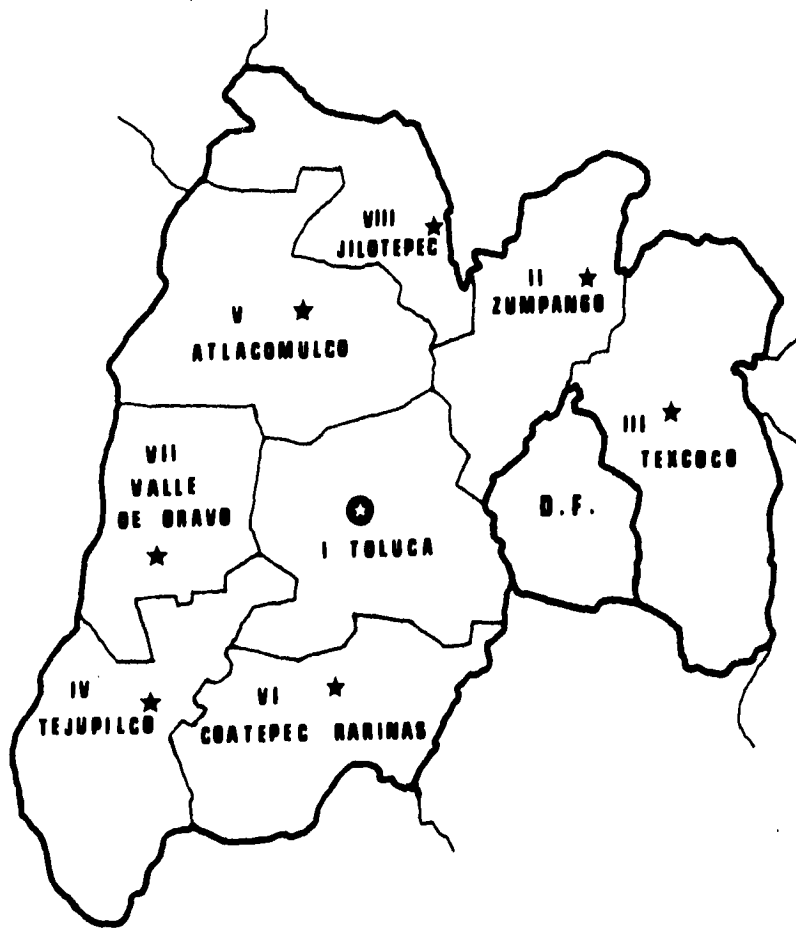 VIII
JILOTEPEC
II
ZUMPANGO
V
ATLACOMULCO
III
TEXCOCO
VII
VALLE
DE BRAVO
D.F.
I TOLUCA
IV
TEJUPILCO
VI
COATEPEC HARINAS